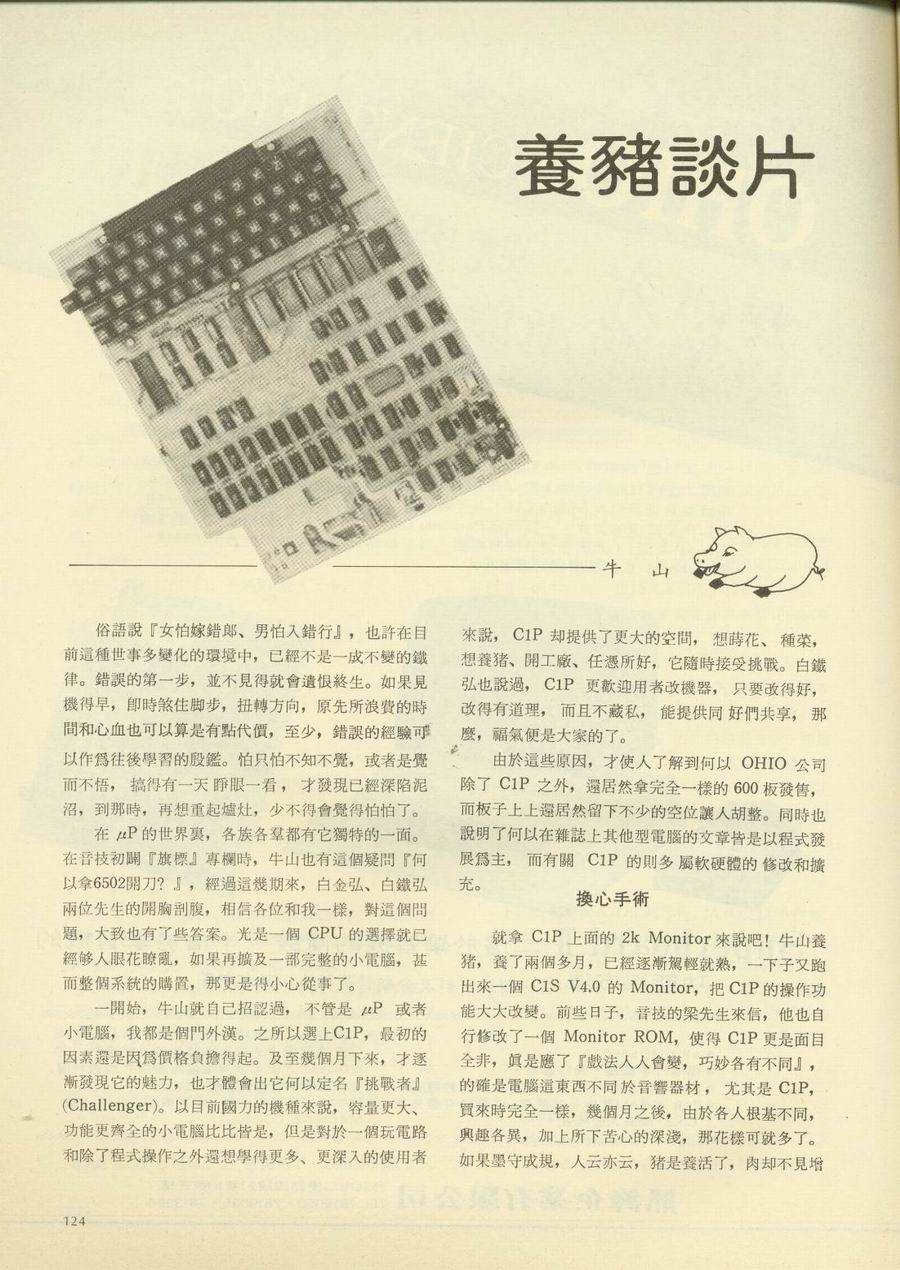 養豬談片
牛 山
俗語說『女怕嫁錯郎、男怕入錯行』，也許在目
前這種世事多變化的環境中，已經不是一成不變的鐵
律。錯誤的第一步，並不見得就會遺恨終生。如果見
機得早，即時煞住脚步，扭轉方向，原先所浪費的時
間和心血也可以算是有點代價，至少，錯誤的經驗可
以作爲往後學習的殷鑑。怕只怕不知不覺，或者是覺
而不悟，搞得有一天睜眼一看，才發現已經深陷泥
沼，到那時，再想重起爐灶，少不得會覺得怕怕了。
在 μP 的世界裏，各族各羣都有它獨特的一面。
在音技初闢『旗標』專欄時，牛山也有這個疑問『何
以拿6502開刀？』，經過這幾期來，白金弘、白鐵弘
兩位先生的開胸剖腹，相信各位和我一樣，對這個問
題，大致也有了些答案。光是一個 CPU 的選擇就已
經够人眼花瞭亂，如果再擴及一部完整的小電腦，甚
而整個系統的購置，那更是得小心從事了。
一開始，牛山就自己招認過，不管是 μP 或者
小電腦，我都是個門外漢。之所以選上C1P，最初的
因素還是因爲價格負擔得起。及至幾個月下來，才逐
漸發現它的魅力，也才體會出它何以定名『挑戰者』
(Challenger)。以目前國力的機種來說，容量更大、
功能更齊全的小電腦比比皆是，但是對於一個玩電路
和除了程式操作之外還想學得更多、更深入的使用者
來說，C1P 却提供了更大的空間，想蒔花、種菜，
想養猪、開工廠、任憑所好，它隨時接受挑戰。白鐵
弘也說過，C1P 更歡迎用者改機器，只要改得好，
改得有道理，而且不藏私，能提供同好們共享，那
麼，福氣便是大家的了。
由於這些原因，才使人了解到何以 OHIO 公司
除了 C1P 之外，還居然拿完全一樣的 600 板發售，
而板子上上還居然留下不少的空位讓人胡整。同時也
說明了何以在雜誌上其他型電腦的文章皆是以程式發
展爲主，而有關 C1P 的則多屬軟硬體的修改和擴
充。
換心手術
就拿 C1P 上面的 2k Monitor 來說吧！牛山養
猪，養了兩個多月，已經逐漸駕輕就熟，一下子又跑
出來一個 C1S V4.0 的 Monitor，把 C1P 的操作功
能大大改變。前些日子，音技的梁先生來信，他也自
行修改了一個 Monitor ROM，使得 C1P 更是面目
全非，眞是應了『戲法人人會變，巧妙各有不同』，
的確是電腦這東西不同於音響器材，尤其是 C1P，
買來時完全一樣，幾個月之後，由於各人根基不同，
興趣各異，加上所下苦心的深淺，那花樣可就多了。
如果墨守成規，人云亦云，猪是養活了，肉却不見增
124